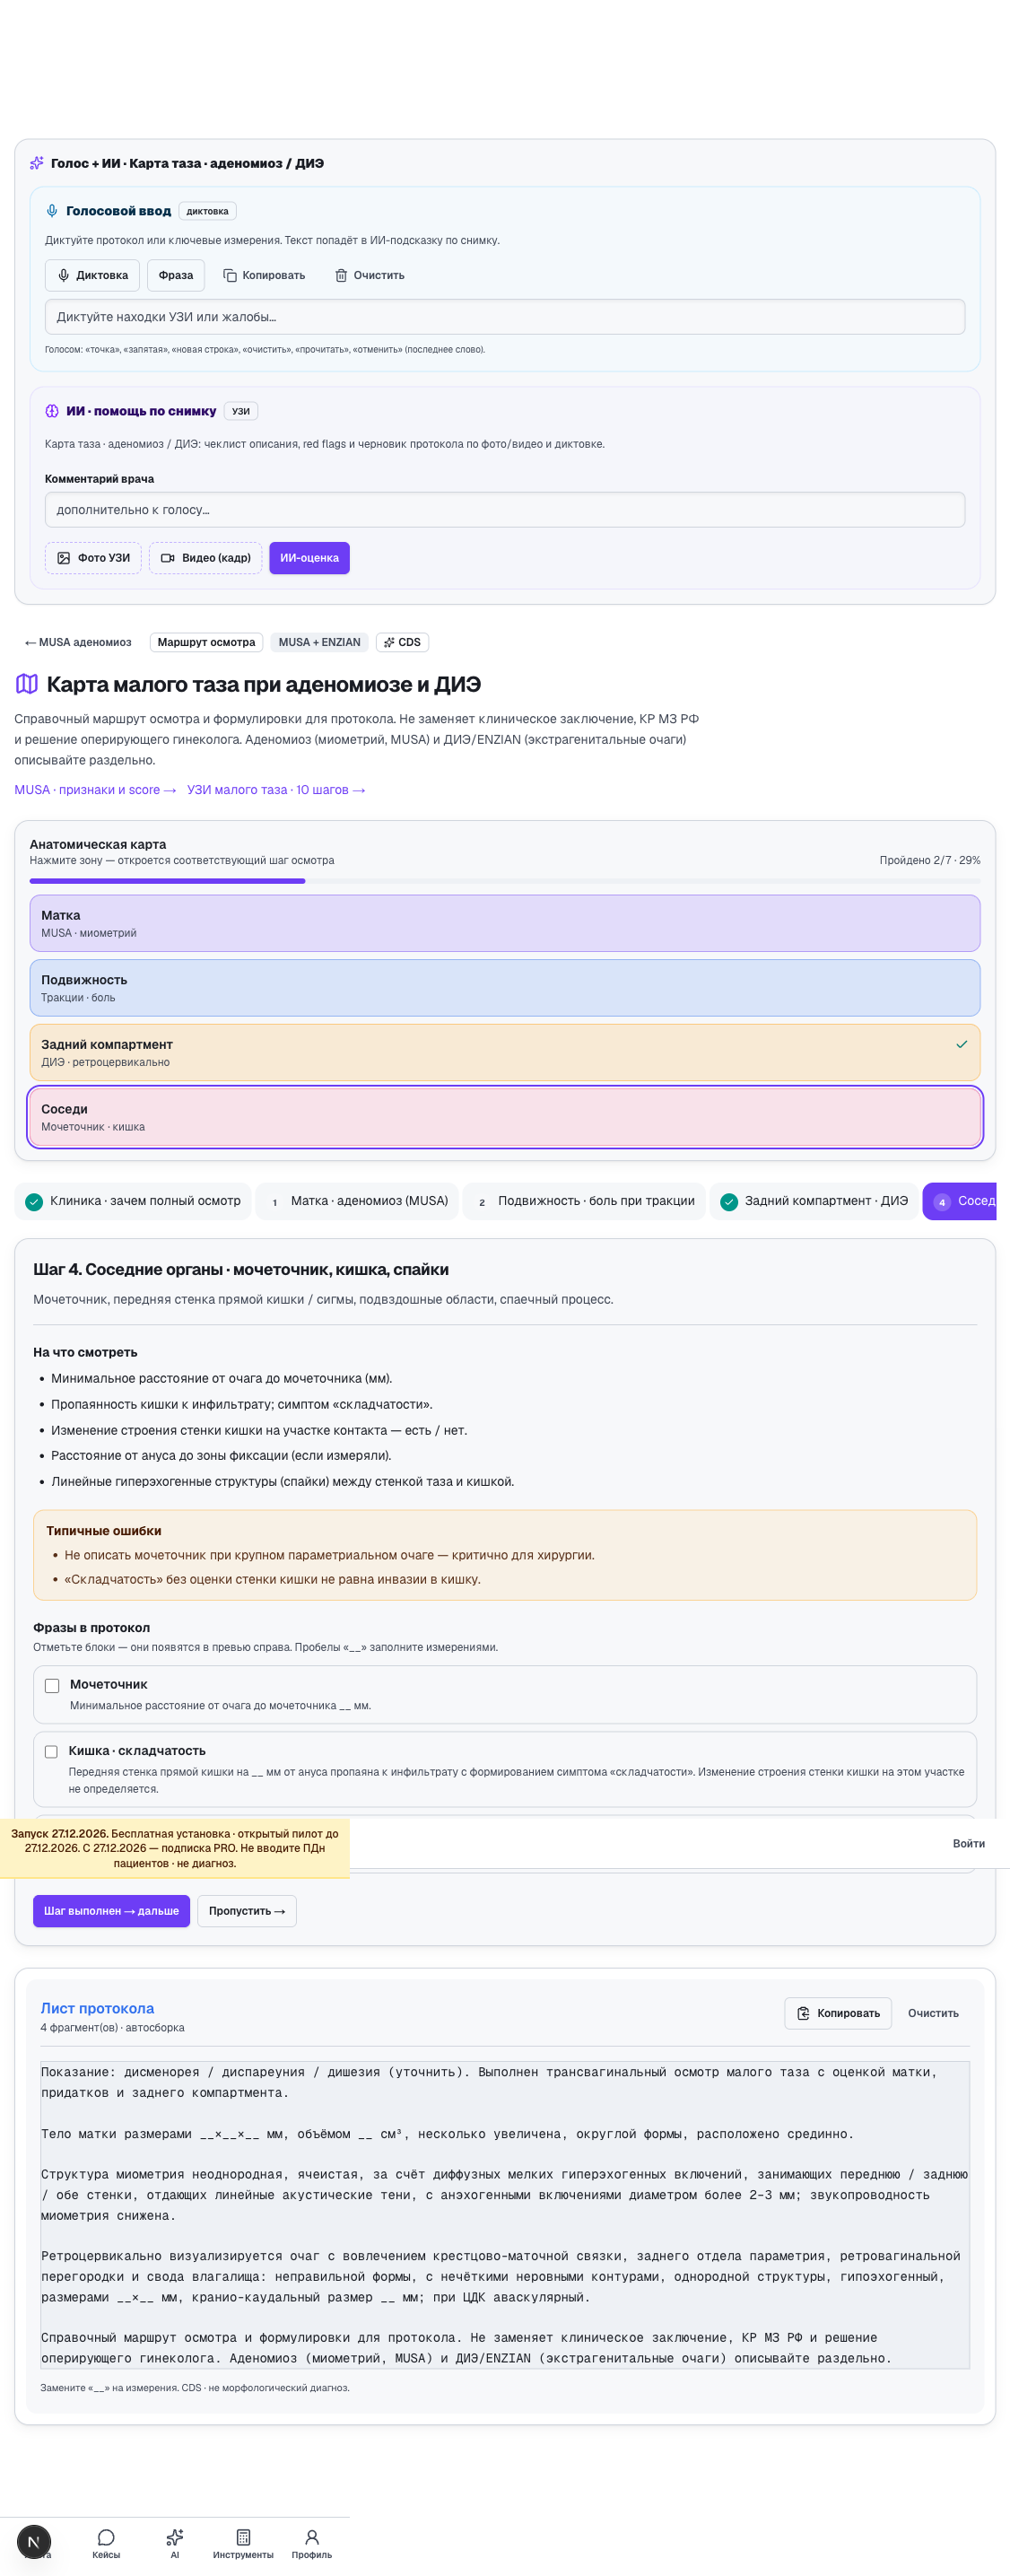 Голос + ИИ · Карта таза · аденомиоз / ДИЭ
Голосовой ввод
диктовка
Диктуйте протокол или ключевые измерения. Текст попадёт в ИИ-подсказку по снимку.
Диктовка
Фраза
Копировать
Очистить
Диктуйте находки УЗИ или жалобы...
Голосом: «точка», «запятая», «новая строка», «очистить», «прочитать», «отменить» (последнее слово).
ИИ · помощь по снимку
УЗИ
Карта таза · аденомиоз / ДИЭ: чеклист описания, red flags и черновик протокола по фото/видео и диктовке.
Комментарий врача
дополнительно к голосу...
Фото УЗИ
Видео (кадр)
ИИ-оценка
← MUSA аденомиоз
Маршрут осмотра
MUSA + ENZIAN
CDS
Карта малого таза при аденомиозе и ДИЭ
Справочный маршрут осмотра и формулировки для протокола. Не заменяет клиническое заключение, КР МЗ РФ
и решение оперирующего гинеколога. Аденомиоз (миометрий, MUSA) и ДИЭ/ENZIAN (экстрагенитальные очаги)
описывайте раздельно.
MUSA · признаки и score →
УЗИ малого таза · 10 шагов →
Анатомическая карта
Нажмите зону — откроется соответствующий шаг осмотра
Пройдено 2/7 · 29%
Матка
MUSA · миометрий
Подвижность
Тракции · боль
Задний компартмент
ДИЭ · ретроцервикально
Соседи
Мочеточник · кишка
Клиника · зачем полный осмотр
1 Матка · аденомиоз (MUSA)
2 Подвижность · боль при тракции
Задний компартмент · ДИЭ
4 Сосед
Шаг 4. Соседние органы · мочеточник, кишка, спайки
Мочеточник, передняя стенка прямой кишки / сигмы, подвздошные области, спаечный процесс.
На что смотреть
• Минимальное расстояние от очага до мочеточника (мм).
• Пропаянность кишки к инфильтрату; симптом «складчатости».
• Изменение строения стенки кишки на участке контакта — есть / нет.
• Расстояние от ануса до зоны фиксации (если измеряли).
• Линейные гиперэхогенные структуры (спайки) между стенкой таза и кишкой.
Типичные ошибки
• Не описать мочеточник при крупном параметриальном очаге — критично для хирургии.
• «Складчатость» без оценки стенки кишки не равна инвазии в кишку.
Фразы в протокол
Отметьте блоки — они появятся в превью справа. Пробелы «__» заполните измерениями.
Мочеточник
Минимальное расстояние от очага до мочеточника __ мм.
Кишка · складчатость
Передняя стенка прямой кишки на __ мм от ануса пропаяна к инфильтрату с формированием симптома «складчатости». Изменение строения стенки кишки на этом участке
не определяется.
Запуск 27.12.2026. Бесплатная установка · открытый пилот до
27.12.2026. С 27.12.2026 — подписка PRO. Не вводите ПДн
пациентов · не диагноз.
Войти
Шаг выполнен → дальше
Пропустить →
Лист протокола
4 фрагмент(ов) · автосборка
Копировать
Очистить
Показание: дисменорея / диспареуния / дишезия (уточнить). Выполнен трансвагинальный осмотр малого таза с оценкой матки,
придатков и заднего компартмента.
Тело матки размерами __×__×__ мм, объёмом __ см³, несколько увеличена, округлой формы, расположено срединно.
Структура миометрия неоднородная, ячеистая, за счёт диффузных мелких гиперэхогенных включений, занимающих переднюю / заднюю
/ обе стенки, отдающих линейные акустические тени, с анэхогенными включениями диаметром более 2–3 мм; звукопроводность
миометрия снижена.
Ретроцервикально визуализируется очаг с вовлечением крестцово-маточной связки, заднего отдела параметрия, ретровагинальной
перегородки и свода влагалища: неправильной формы, с нечёткими неровными контурами, однородной структуры, гипоэхогенный,
размерами __×__ мм, кранио-каудальный размер __ мм; при ЦДК аваскулярный.
Справочный маршрут осмотра и формулировки для протокола. Не заменяет клиническое заключение, КР МЗ РФ и решение
оперирующего гинеколога. Аденомиоз (миометрий, MUSA) и ДИЭ/ENZIAN (экстрагенитальные очаги) описывайте раздельно.
Замените «__» на измерения. CDS · не морфологический диагноз.
N
Кейсы
AI
Инструменты
Профиль